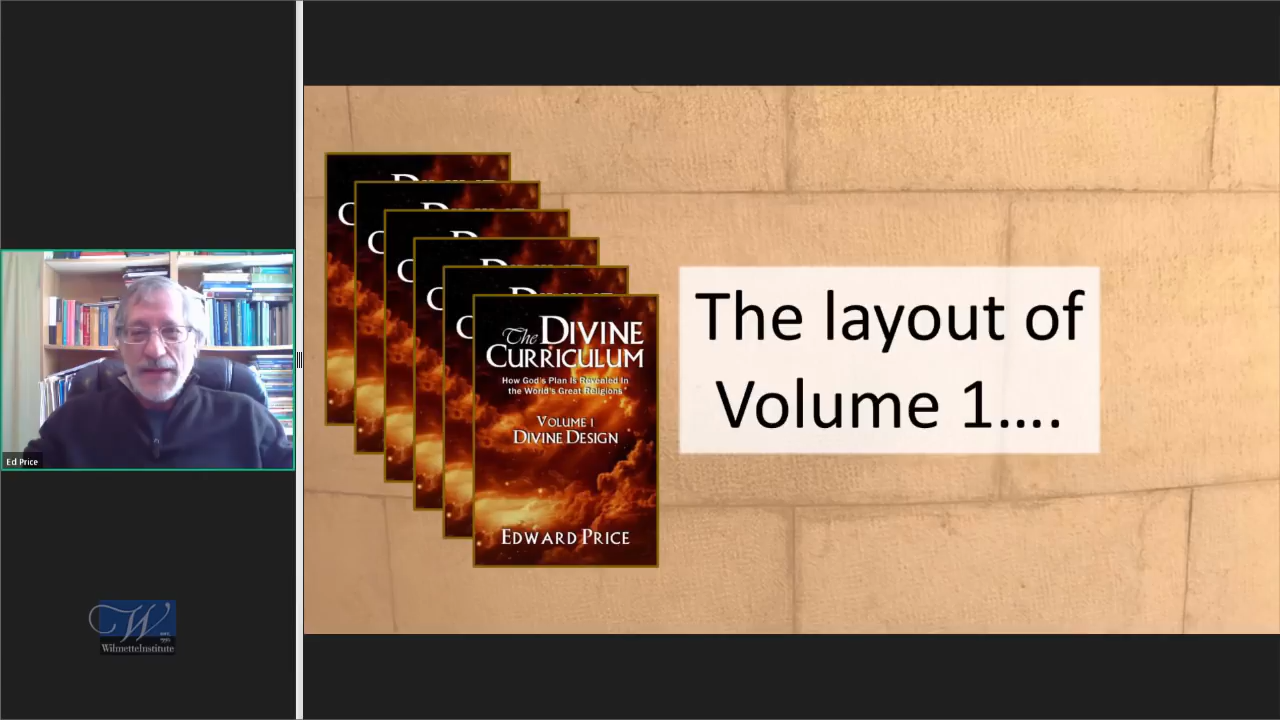 Ed Price
WilmetteInstitute
The DIVINE
CURRICULUM
How God's Plan Is Revealed In
the World's Great Religions
VOLUME I
DIVINE DESIGN
EDWARD PRICE
The layout of
Volume 1....